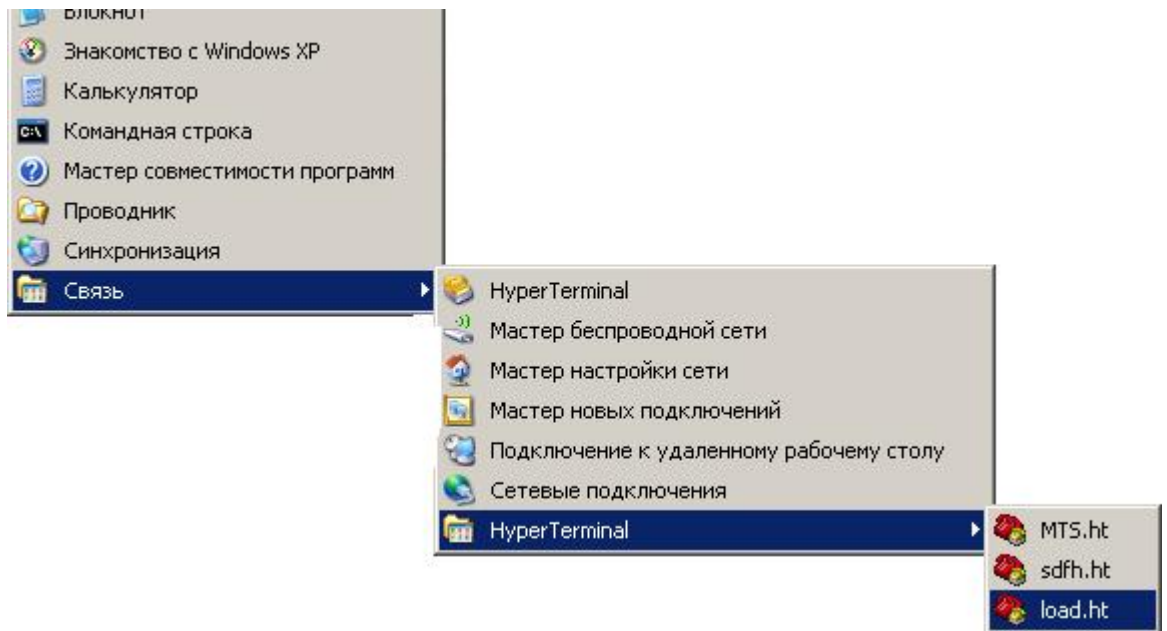 Блокнот
Знакомство с Windows XP
Калькулятор
Командная строка
Мастер совместимости программ
Проводник
Синхронизация
Связь
HyperTerminal
Мастер беспроводной сети
Мастер настройки сети
Мастер новых подключений
Подключение к удаленному рабочему столу
Сетевые подключения
HyperTerminal
MTS.ht
sdfh.ht
load.ht